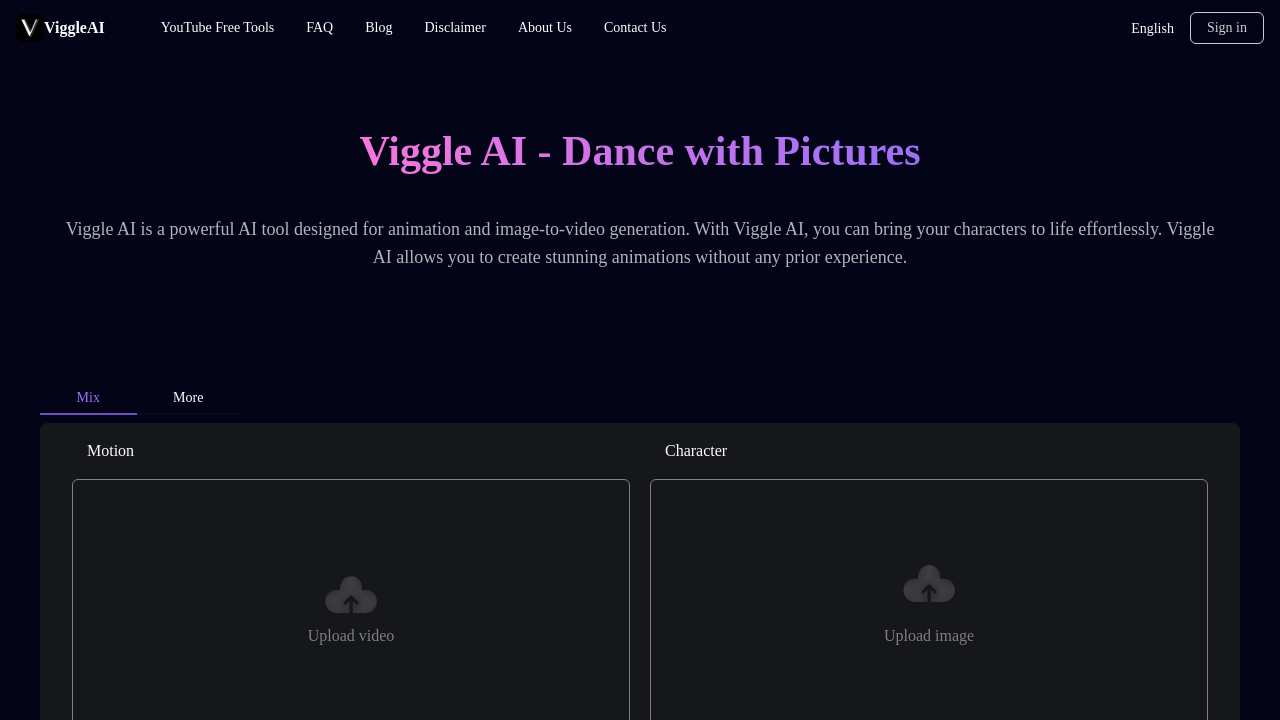 ViggleAI
YouTube Free Tools
FAQ
Blog
Disclaimer
About Us
Contact Us
English
Sign in
Viggle AI - Dance with Pictures
Viggle AI is a powerful AI tool designed for animation and image-to-video generation. With Viggle AI, you can bring your characters to life effortlessly. Viggle
AI allows you to create stunning animations without any prior experience.
Mix
More
Motion
Character
Upload video
Upload image